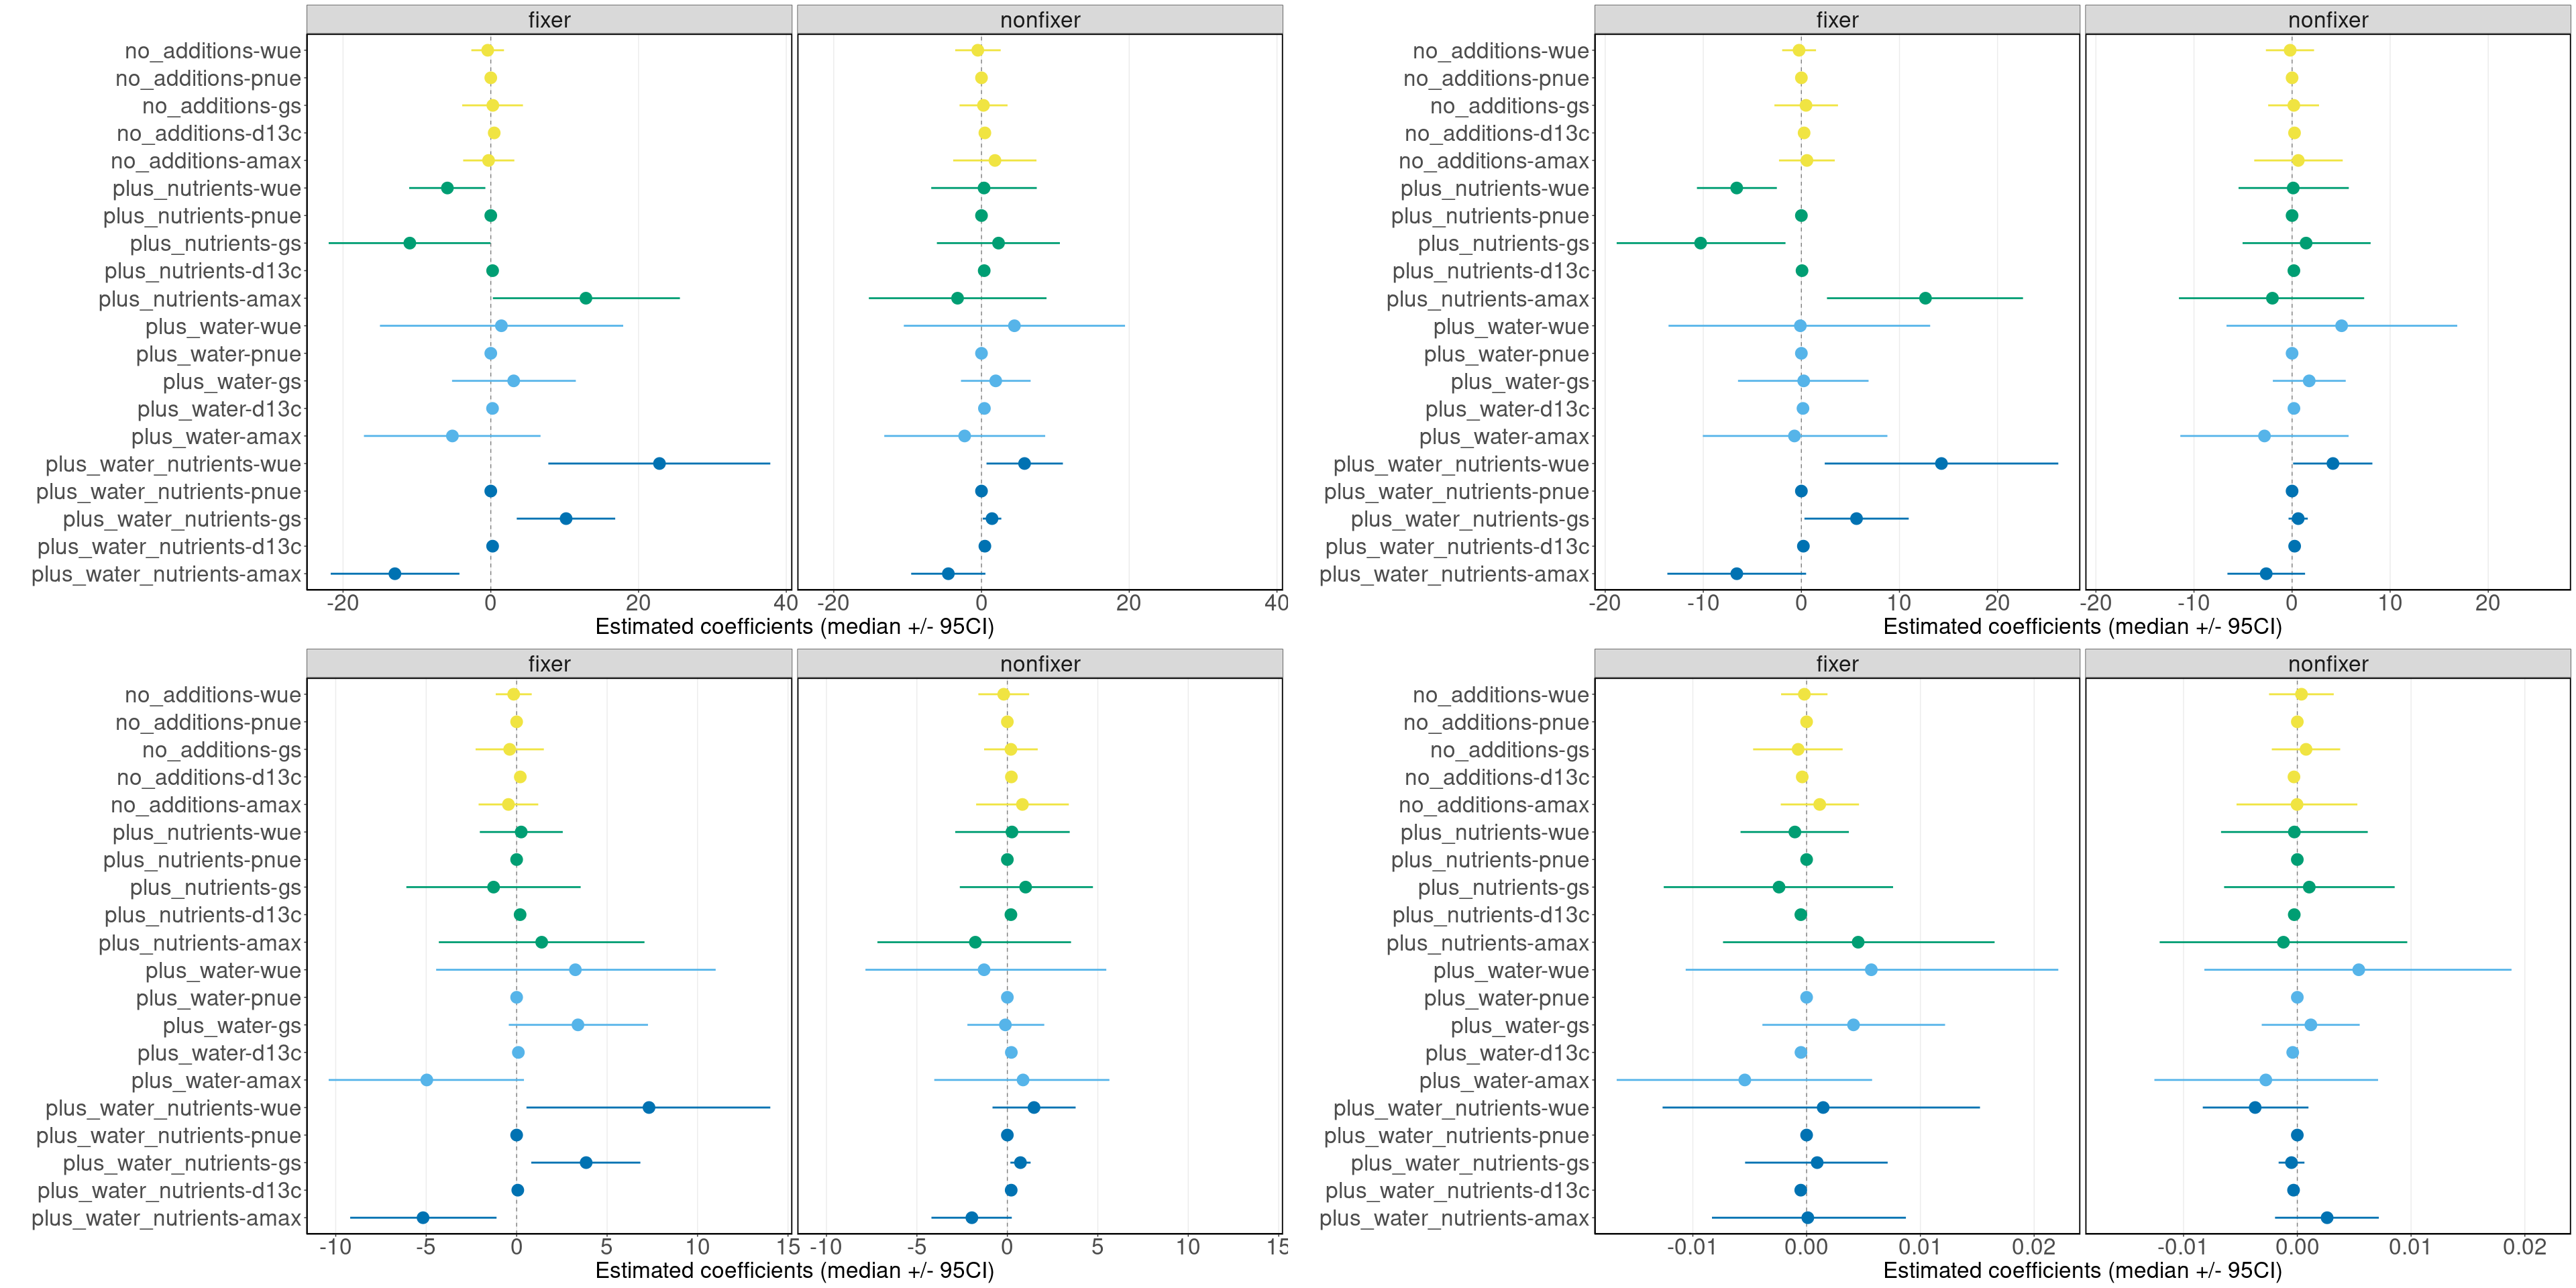 fixer nonfixer
no_additions-wue
no_additions-pnue
no_additions-gs
no_additions-d13c
no_additions-amax
plus_nutrients-wue
plus_nutrients-pnue
plus_nutrients-gs
plus_nutrients-d13c
plus_nutrients-amax
plus_water-wue
plus_water-pnue
plus_water-gs
plus_water-d13c
plus_water-amax
plus_water_nutrients-wue
plus_water_nutrients-pnue
plus_water_nutrients-gs
plus_water_nutrients-d13c
plus_water_nutrients-amax
-20 0 20 40 -20 0 20 40
Estimated coefficients (median +/- 95CI)
fixer nonfixer
no_additions-wue
no_additions-pnue
no_additions-gs
no_additions-d13c
no_additions-amax
plus_nutrients-wue
plus_nutrients-pnue
plus_nutrients-gs
plus_nutrients-d13c
plus_nutrients-amax
plus_water-wue
plus_water-pnue
plus_water-gs
plus_water-d13c
plus_water-amax
plus_water_nutrients-wue
plus_water_nutrients-pnue
plus_water_nutrients-gs
plus_water_nutrients-d13c
plus_water_nutrients-amax
-20 -10 0 10 20 -20 -10 0 10 20
Estimated coefficients (median +/- 95CI)
fixer nonfixer
no_additions-wue
no_additions-pnue
no_additions-gs
no_additions-d13c
no_additions-amax
plus_nutrients-wue
plus_nutrients-pnue
plus_nutrients-gs
plus_nutrients-d13c
plus_nutrients-amax
plus_water-wue
plus_water-pnue
plus_water-gs
plus_water-d13c
plus_water-amax
plus_water_nutrients-wue
plus_water_nutrients-pnue
plus_water_nutrients-gs
plus_water_nutrients-d13c
plus_water_nutrients-amax
-10 -5 0 5 10 15 -10 -5 0 5 10 15
Estimated coefficients (median +/- 95CI)
fixer nonfixer
no_additions-wue
no_additions-pnue
no_additions-gs
no_additions-d13c
no_additions-amax
plus_nutrients-wue
plus_nutrients-pnue
plus_nutrients-gs
plus_nutrients-d13c
plus_nutrients-amax
plus_water-wue
plus_water-pnue
plus_water-gs
plus_water-d13c
plus_water-amax
plus_water_nutrients-wue
plus_water_nutrients-pnue
plus_water_nutrients-gs
plus_water_nutrients-d13c
plus_water_nutrients-amax
-0.01 0.00 0.01 0.02 -0.01 0.00 0.01 0.02
Estimated coefficients (median +/- 95CI)